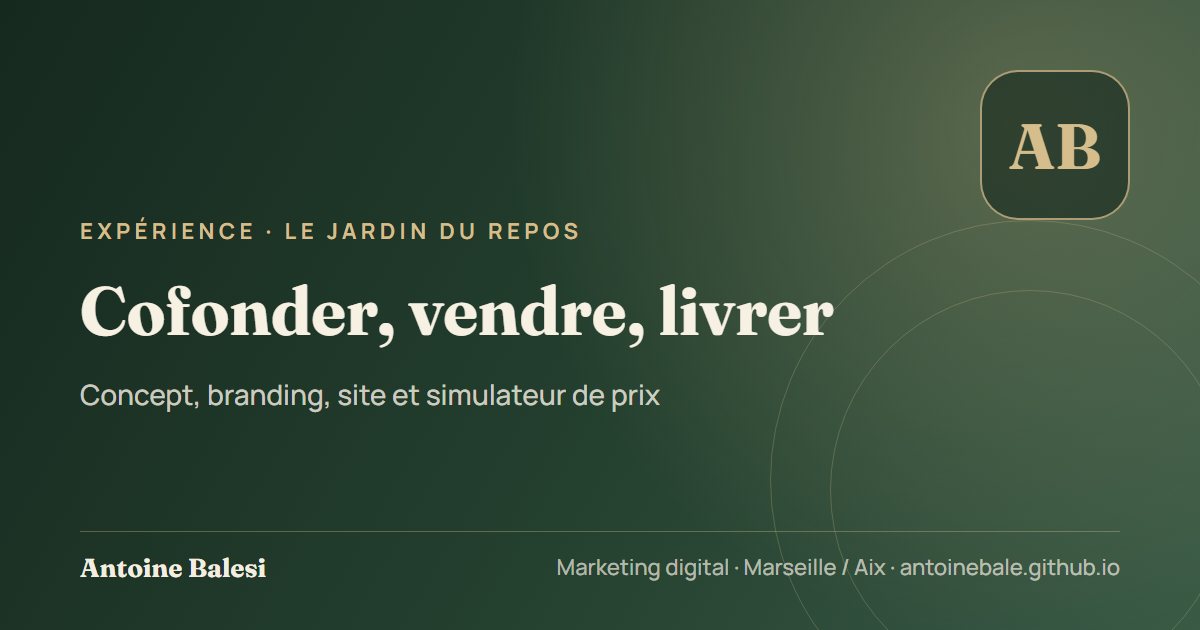 AB
EXPÉRIENCE · LE JARDIN DU REPOS
Cofonder, vendre, livrer
Concept, branding, site et simulateur de prix
Antoine Balesi
Marketing digital · Marseille / Aix · antoinebale.github.io